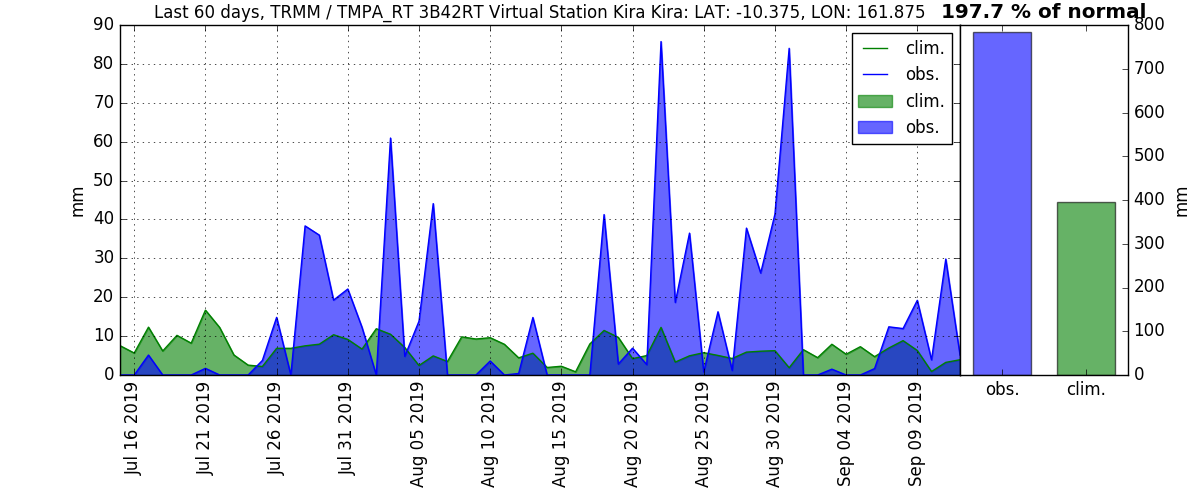 Last 60 days, TRMM / TMPA_RT 3B42RT Virtual Station Kira Kira: LAT: -10.375, LON: 161.875
197.7 % of normal
90
80
70
60
50
40
30
20
10
0
mm
clim.
obs.
clim.
obs.
Jul 16 2019
Jul 21 2019
Jul 26 2019
Jul 31 2019
Aug 05 2019
Aug 10 2019
Aug 15 2019
Aug 20 2019
Aug 25 2019
Aug 30 2019
Sep 04 2019
Sep 09 2019
800
700
600
500
400
300
200
100
0
mm
obs.
clim.